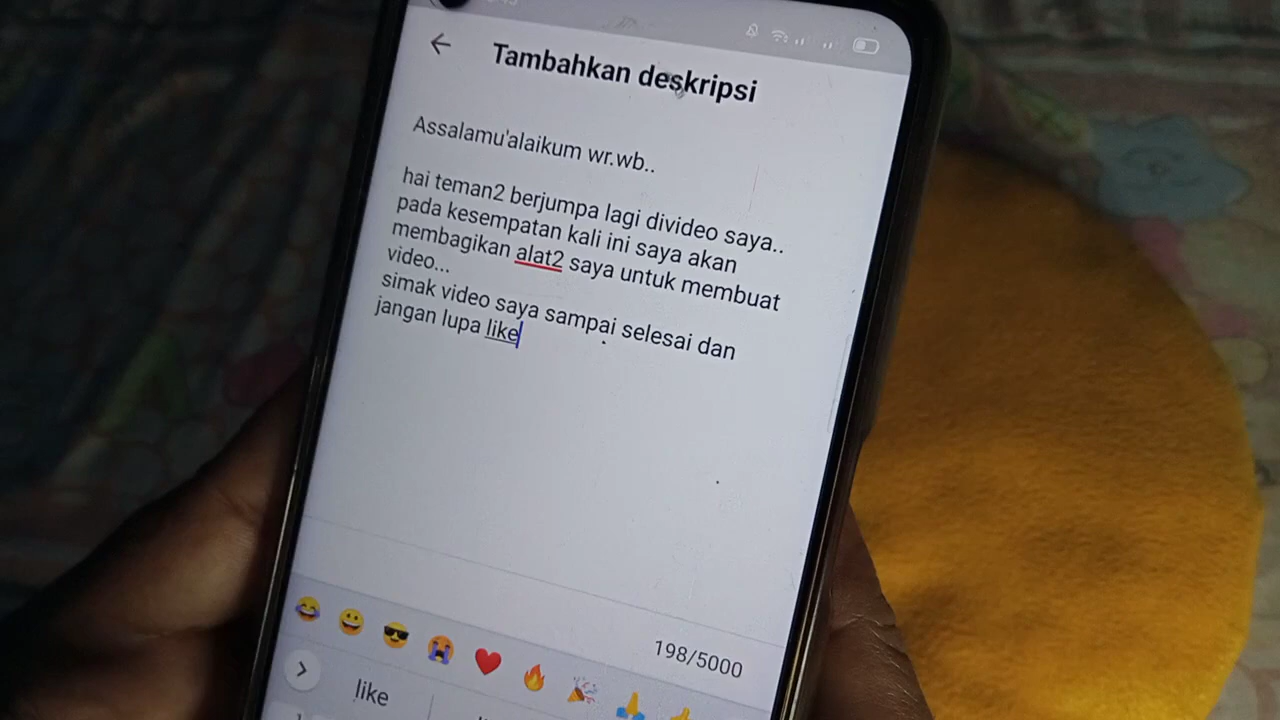 Tambahkan deskripsi
Assalamu'alaikum wr.wb..
hai teman2 berjumpa lagi divideo saya..
pada kesempatan kali ini saya akan
membagikan alat2 saya untuk membuat
video...
simak video saya sampai selesai dan
jangan lupa like
198/5000
like